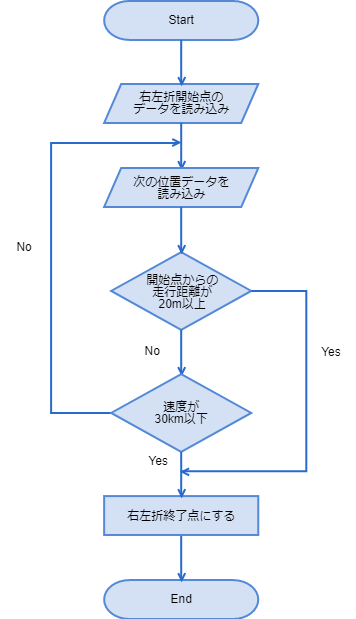 Start
右左折開始点の
データを読み込み
次の位置データを
読み込み
No
開始点からの
走行距離が
20m以上
Yes
No
速度が
30km以下
Yes
右左折終了点にする
End